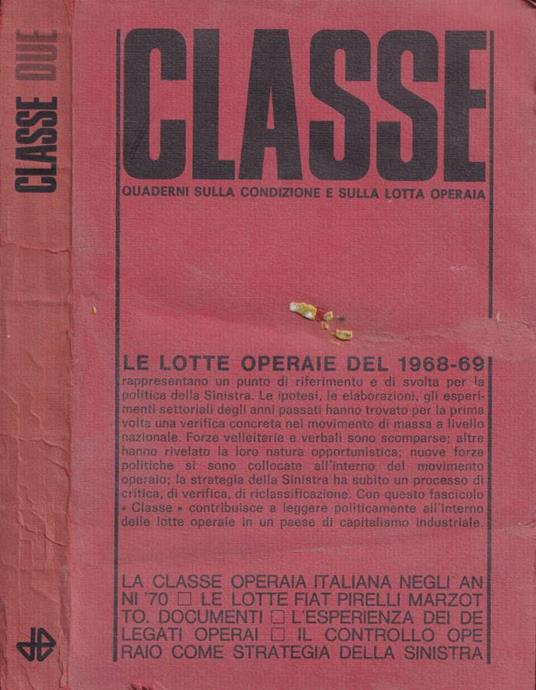 CLASSE DUE
CLASSE
QUADERNI SULLA CONDIZIONE E SULLA LOTTA OPERAIA
LE LOTTE OPERAIE DEL 1968-69
rappresentano un punto di riferimento e di svolta per la
politica della Sinistra. Le ipotesi, le elaborazioni, gli esperi-
menti settoriali degli anni passati hanno trovato per la prima
volta una verifica concreta nel movimento di massa a livello
nazionale. Forze velleitarie e verbali sono scomparse; altre
hanno rivelato la loro natura opportunistica; nuove forze
politiche si sono collocate all'interno del movimento
operaio; la strategia della Sinistra ha subito un processo di
critica, di verifica, di riclassificazione. Con questo fascicolo
« Classe » contribuisce a leggere politicamente all'interno
delle lotte operaie in un paese di capitalismo industriale.
LA CLASSE OPERAIA ITALIANA NEGLI AN
NI '70 □ LE LOTTE FIAT PIRELLI MARZOT
TO. DOCUMENTI □ L'ESPERIENZA DEI DE
LEGATI OPERAI □ IL CONTROLLO OPE
RAIO COME STRATEGIA DELLA SINISTRA